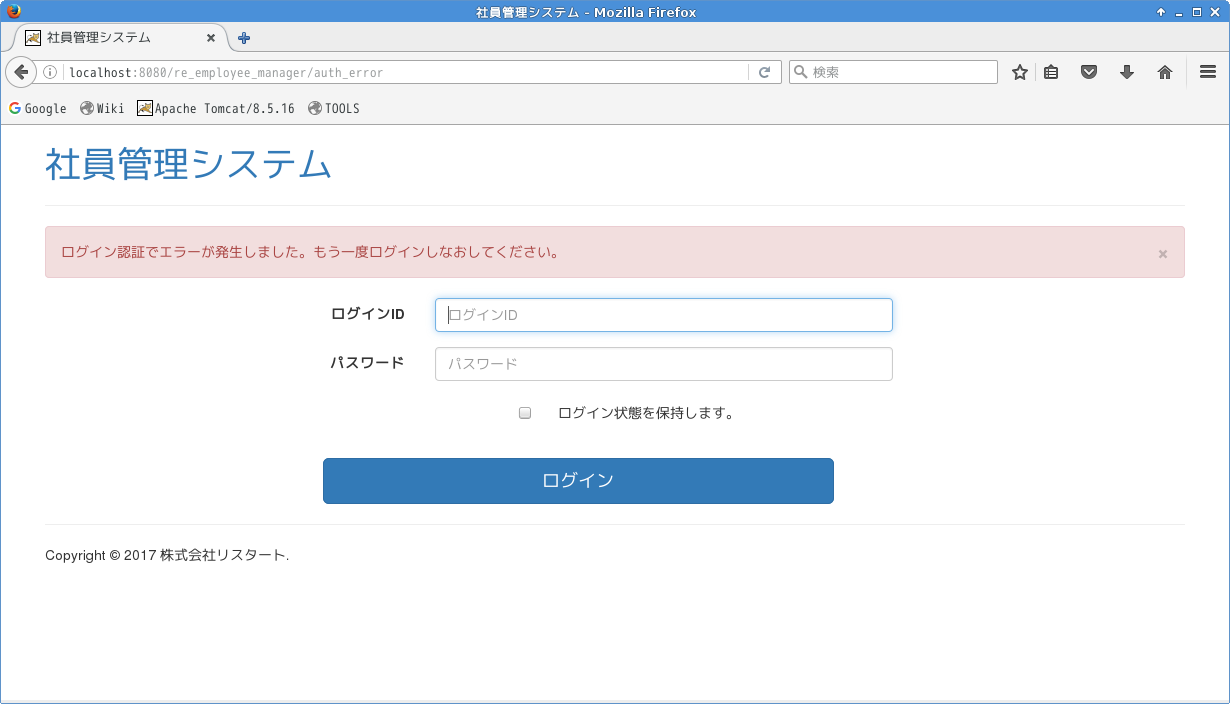 社員管理システム - Mozilla Firefox
社員管理システム
localhost:8080/re_employee_manager/auth_error
検索
Google Wiki Apache Tomcat/8.5.16 TOOLS
社員管理システム
ログイン認証でエラーが発生しました。もう一度ログインしなおしてください。 ×
ログインID ログインID
パスワード パスワード
ログイン状態を保持します。
ログイン
Copyright © 2017 株式会社リスタート.